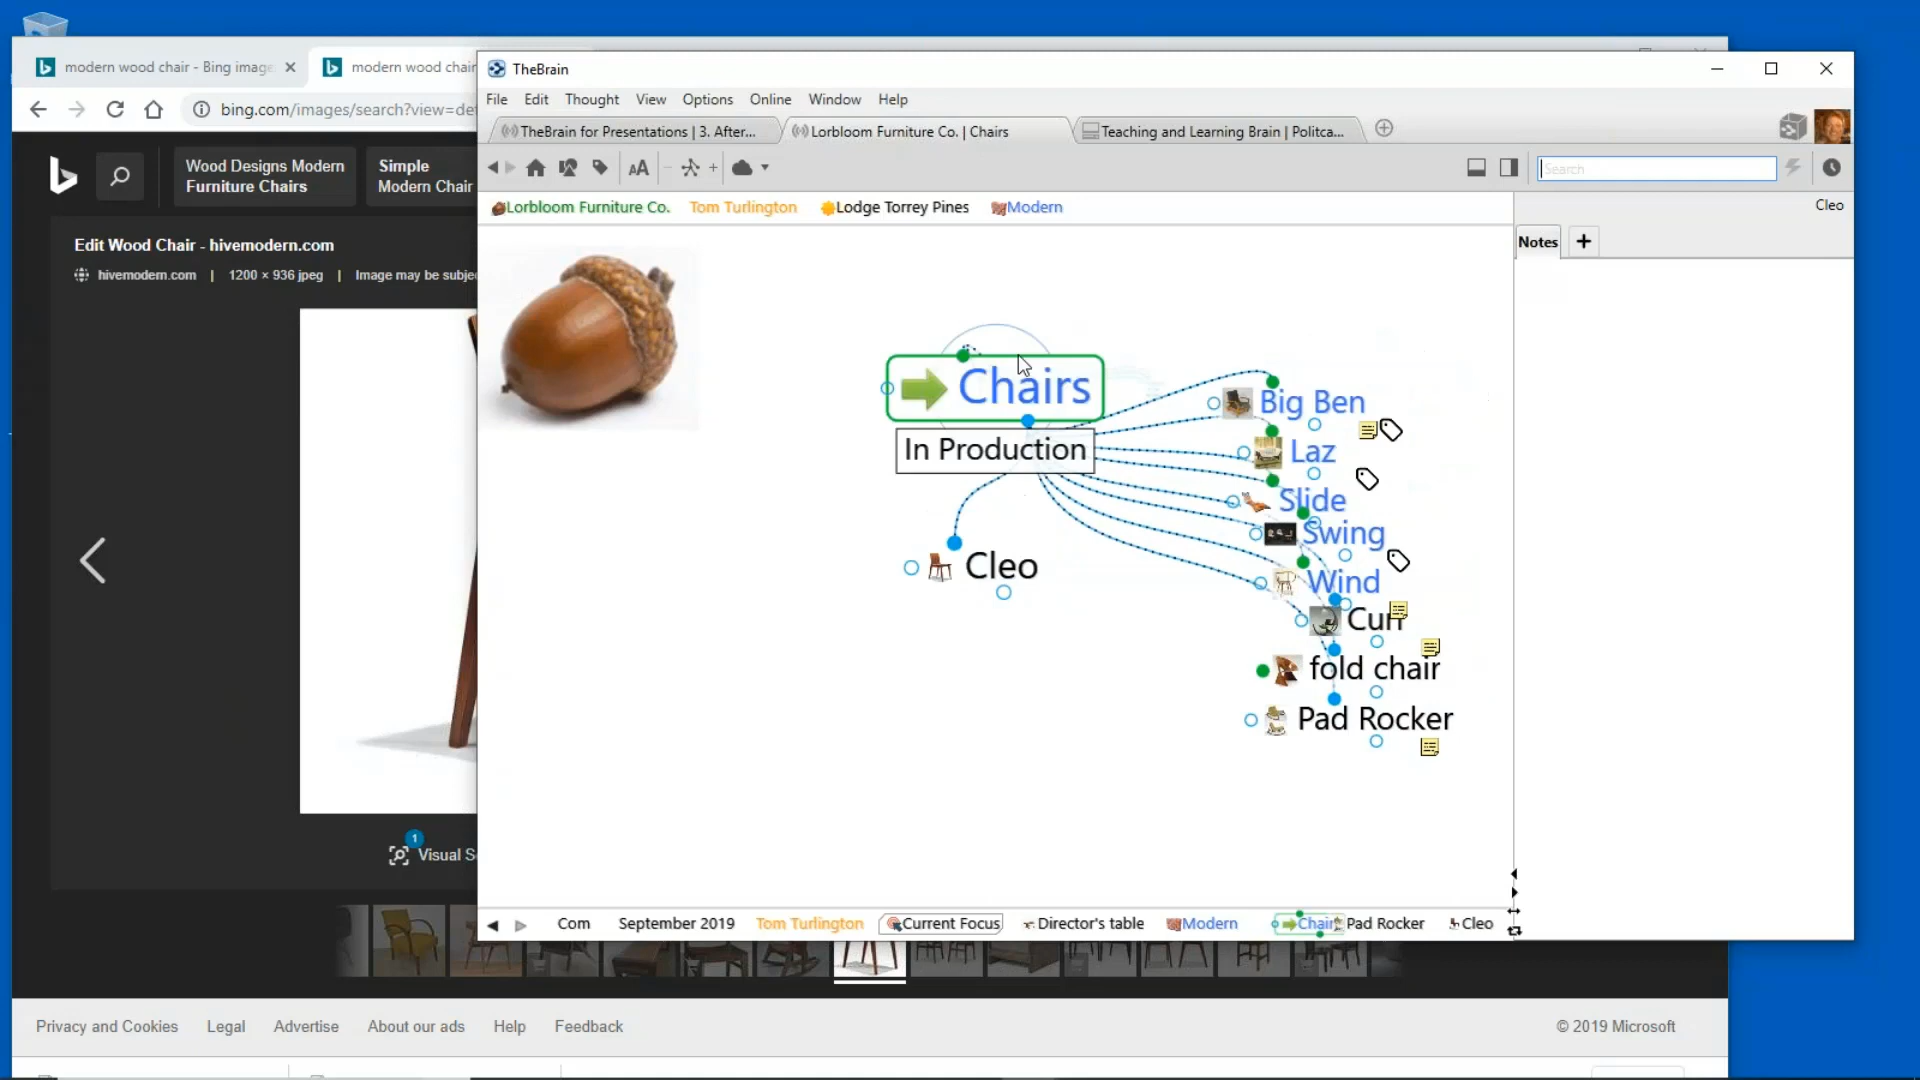 modern wood chair - Bing image
modern wood chair
TheBrain
bing.com/images/search?view=det
File Edit Thought View Options Online Window Help
TheBrain for Presentations | 3. After...
Lorbloom Furniture Co. | Chairs
Teaching and Learning Brain | Politca...
AA
Search
Wood Designs Modern
Furniture Chairs
Simple
Modern Chair
Lorbloom Furniture Co. Tom Turlington Lodge Torrey Pines Modern
Cleo
Notes
Edit Wood Chair - hivemodern.com
hivemodern.com | 1200 × 936 jpeg | Image may be subje
Chairs
In Production
Cleo
Big Ben
Laz
Slide
Swing
Wind
fold chair
Pad Rocker
1
Visual S
Com September 2019 Tom Turlington Current Focus Director's table Modern Chair Pad Rocker Cleo
Privacy and Cookies Legal Advertise About our ads Help Feedback
© 2019 Microsoft